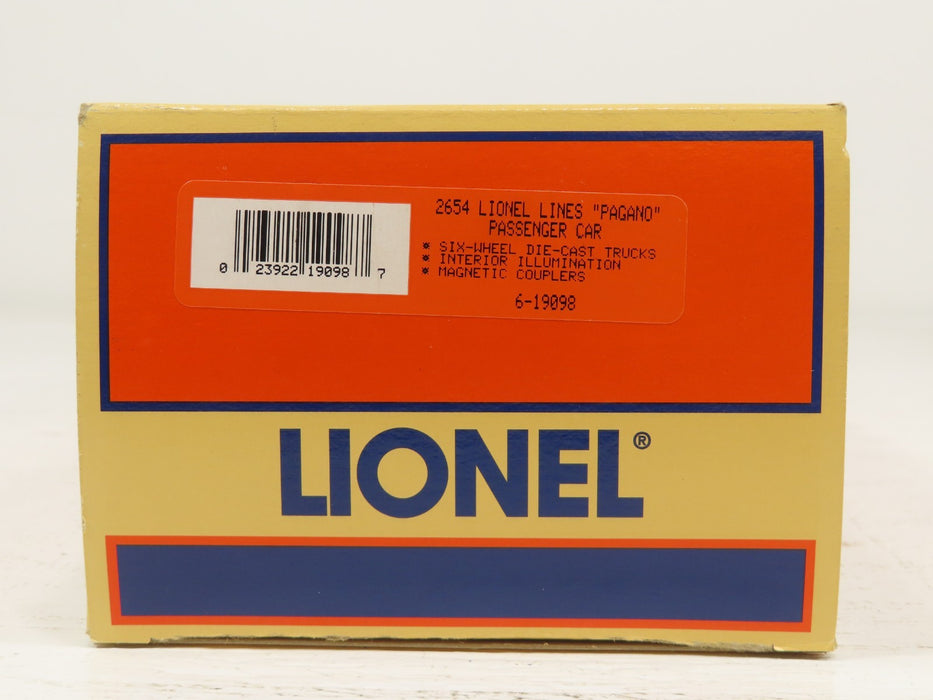 2654 LIONEL LINES "PAGANO"
PASSENGER CAR
* SIX-WHEEL DIE-CAST TRUCKS
* INTERIOR ILLUMINATION
* MAGNETIC COUPLERS
6-19098
0 23922 19098 7
LIONEL®